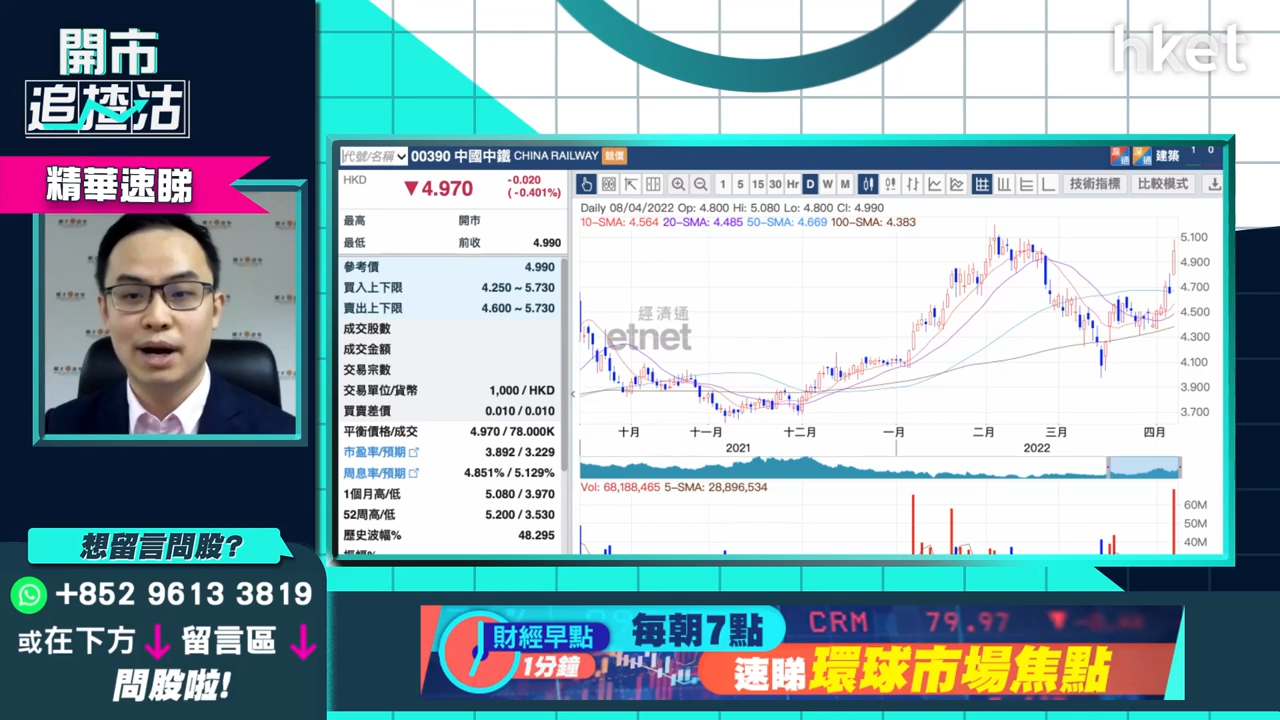 hket
開市
追揸沽
精華速睇
代號/名稱 00390 中國中鐵 CHINA RAILWAY 競價
滬 通 深 通 建築 1 0
HKD ▼4.970 -0.020
(-0.401%)
最高 開市
最低 前收 4.990
參考價 4.990
買入上下限 4.250 ~ 5.730
賣出上下限 4.600 ~ 5.730
成交股數
成交金額
交易宗數
交易單位/貨幣 1,000 / HKD
買賣差價 0.010 / 0.010
平衡價格/成交 4.970 / 78.000K
市盈率/預期 3.892 / 3.229
周息率/預期 4.851% / 5.129%
1個月高/低 5.080 / 3.970
52周高/低 5.200 / 3.530
歷史波幅% 48.295
1 5 15 30 Hr D W M 技術指標 比較模式
Daily 08/04/2022 Op: 4.800 Hi: 5.080 Lo: 4.800 Cl: 4.990
10-SMA: 4.564 20-SMA: 4.485 50-SMA: 4.669 100-SMA: 4.383
經濟通
etnet
5.100
4.900
4.700
4.500
4.300
4.100
3.900
3.700
十月 十一月 十二月 一月 二月 三月 四月
2021 2022
Vol: 68,188,465 5-SMA: 28,896,534
60M
50M
40M
想留言問股?
+852 9613 3819
或在下方 留言區
問股啦!
財經早點
1分鐘
每朝7點
速睇環球市場焦點
CRM 79.97